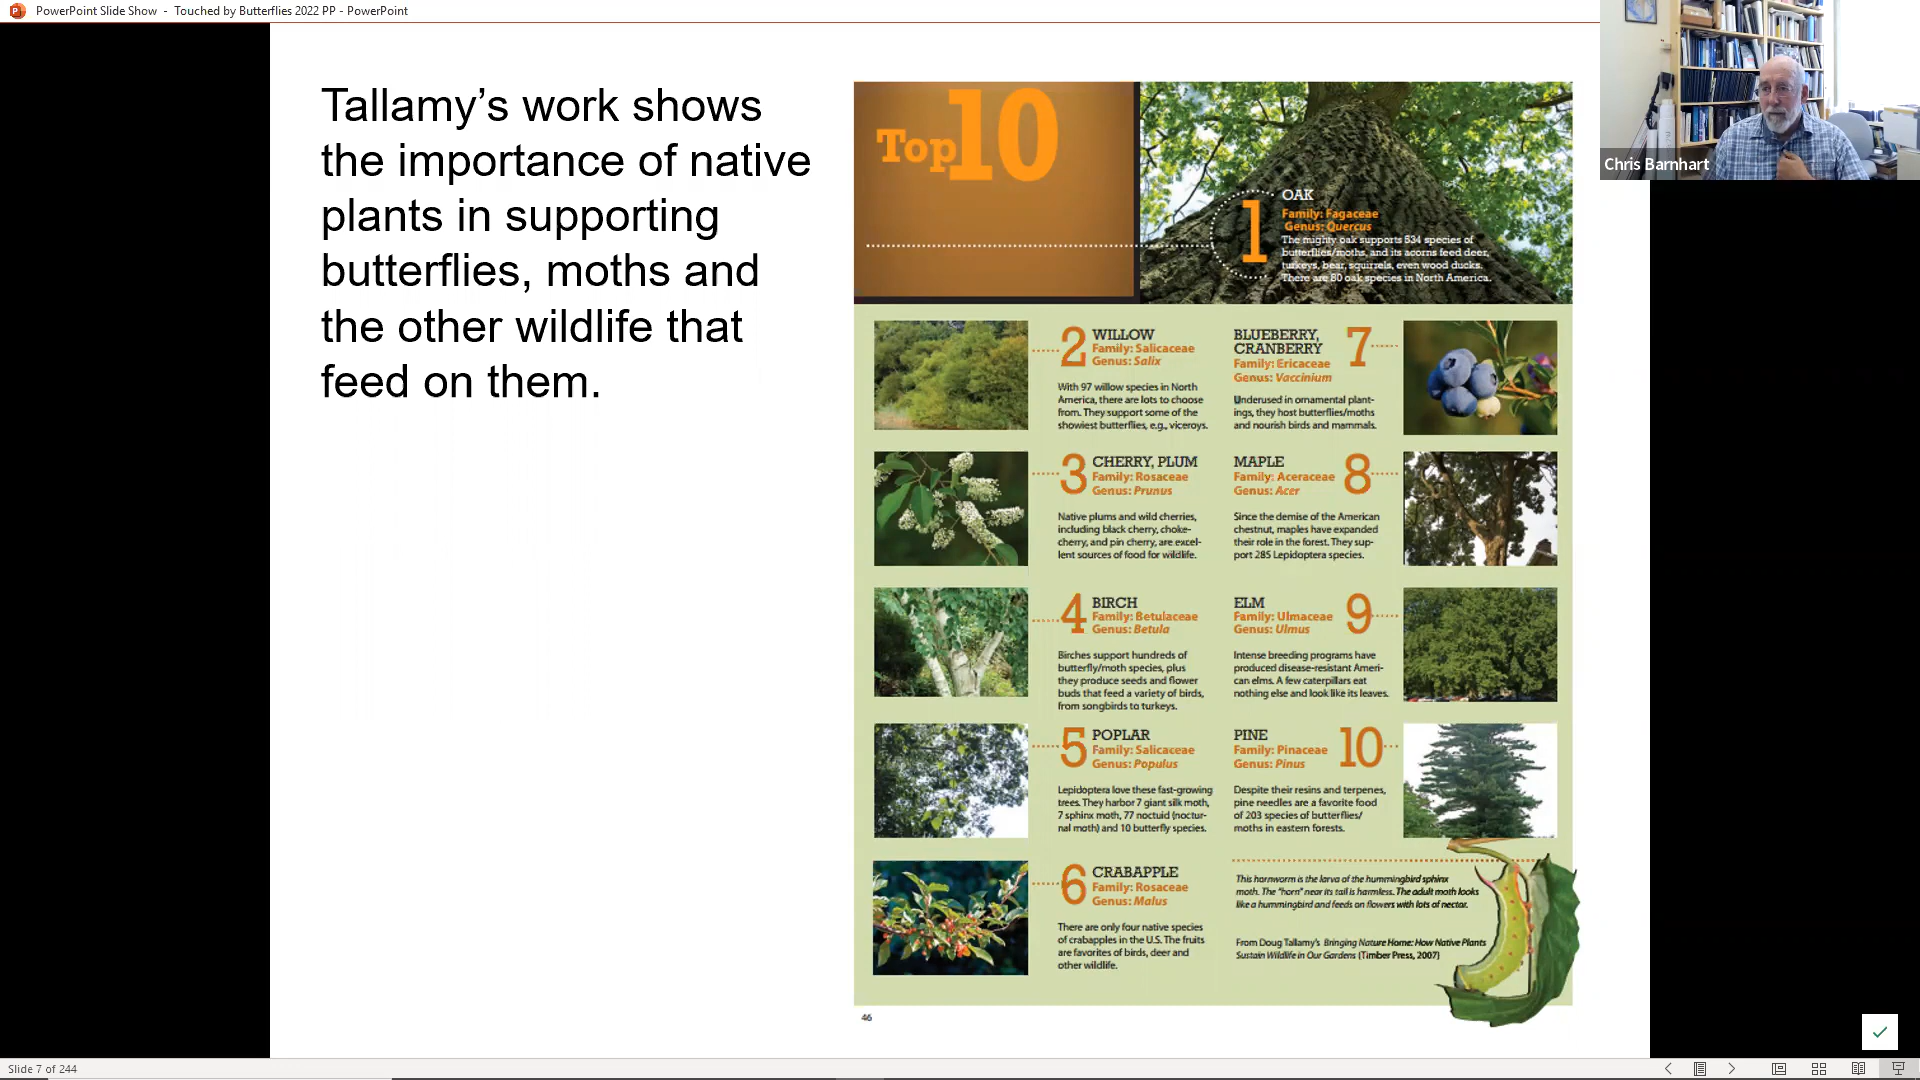 PowerPoint Slide Show - Touched by Butterflies 2022 PP - PowerPoint
Chris Barnhart
Tallamy’s work shows
the importance of native
plants in supporting
butterflies, moths and
the other wildlife that
feed on them.
Top 10
1
OAK
Family: Fagaceae
Genus: Quercus
The mighty oak supports 534 species of
butterflies/moths, and its acorns feed deer,
turkeys, bear, squirrels, even wood ducks.
There are 80 oak species in North America.
2
WILLOW
Family: Salicaceae
Genus: Salix
With 97 willow species in North
America, there are lots to choose
from. They support some of the
showiest butterflies, e.g., viceroys.
3
CHERRY, PLUM
Family: Rosaceae
Genus: Prunus
Native plums and wild cherries,
including black cherry, choke-
cherry, and pin cherry, are excel-
lent sources of food for wildlife.
4
BIRCH
Family: Betulaceae
Genus: Betula
Birches support hundreds of
butterfly/moth species, plus
they produce seeds and flower
buds that feed a variety of birds,
from songbirds to turkeys.
5
POPLAR
Family: Salicaceae
Genus: Populus
Lepidoptera love these fast-growing
trees. They harbor 7 giant silk moth,
7 sphinx moth, 77 noctuid (noctur-
nal moth) and 10 butterfly species.
6
CRABAPPLE
Family: Rosaceae
Genus: Malus
There are only four native species
of crabapples in the U.S. The fruits
are favorites of birds, deer and
other wildlife.
BLUEBERRY,
CRANBERRY
7
Family: Ericaceae
Genus: Vaccinium
Underused in ornamental plant-
ings, they host butterflies/moths
and nourish birds and mammals.
MAPLE
8
Family: Aceraceae
Genus: Acer
Since the demise of the American
chestnut, maples have expanded
their role in the forest. They sup-
port 285 Lepidoptera species.
ELM
9
Family: Ulmaceae
Genus: Ulmus
Intense breeding programs have
produced disease-resistant Ameri-
can elms. A few caterpillars eat
nothing else and look like its leaves.
PINE
10
Family: Pinaceae
Genus: Pinus
Despite their resins and terpenes,
pine needles are a favorite food
of 203 species of butterflies/
moths in eastern forests.
This hornworm is the larva of the hummingbird sphinx
moth. The "horn" near its tail is harmless. The adult moth looks
like a hummingbird and feeds on flowers with lots of nectar.
From Doug Tallamy's Bringing Nature Home: How Native Plants
Sustain Wildlife in Our Gardens (Timber Press, 2007)
46
Slide 7 of 244